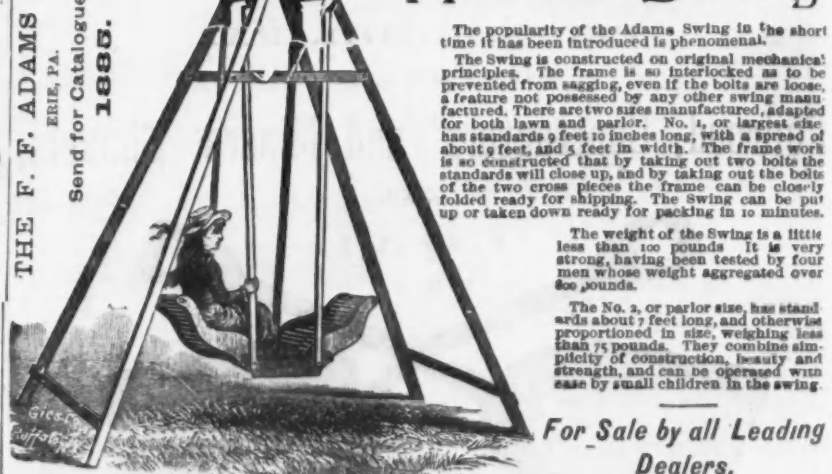 THE F. F. ADAMS
ERIE, PA.
Send for Catalogue
1885.
The popularity of the Adams Swing in the short
time it has been introduced is phenomenal.
The Swing is constructed on original mechanical
principles. The frame is so interlocked as to be
prevented from sagging, even if the bolts are loose,
a feature not possessed by any other swing manu
factured. There are two sizes manufactured, adapted
for both lawn and parlor. No. 1, or largest size
has standards 9 feet 10 inches long, with a spread of
about 9 feet, and 5 feet in width. The frame work
is so constructed that by taking out two bolts the
standards will close up, and by taking out the bolts
of the two cross pieces the frame can be closely
folded ready for shipping. The Swing can be put
up or taken down ready for packing in 10 minutes.
The weight of the Swing is a little
less than 100 pounds It is very
strong, having been tested by four
men whose weight aggregated over
800 pounds.
The No. 2, or parlor size, has stand
ards about 7 feet long, and otherwise
proportioned in size, weighing less
than 75 pounds. They combine sim
plicity of construction, beauty and
strength, and can be operated with
ease by small children in the swing.
For Sale by all Leading
Dealers.
Gies &
Buffalo